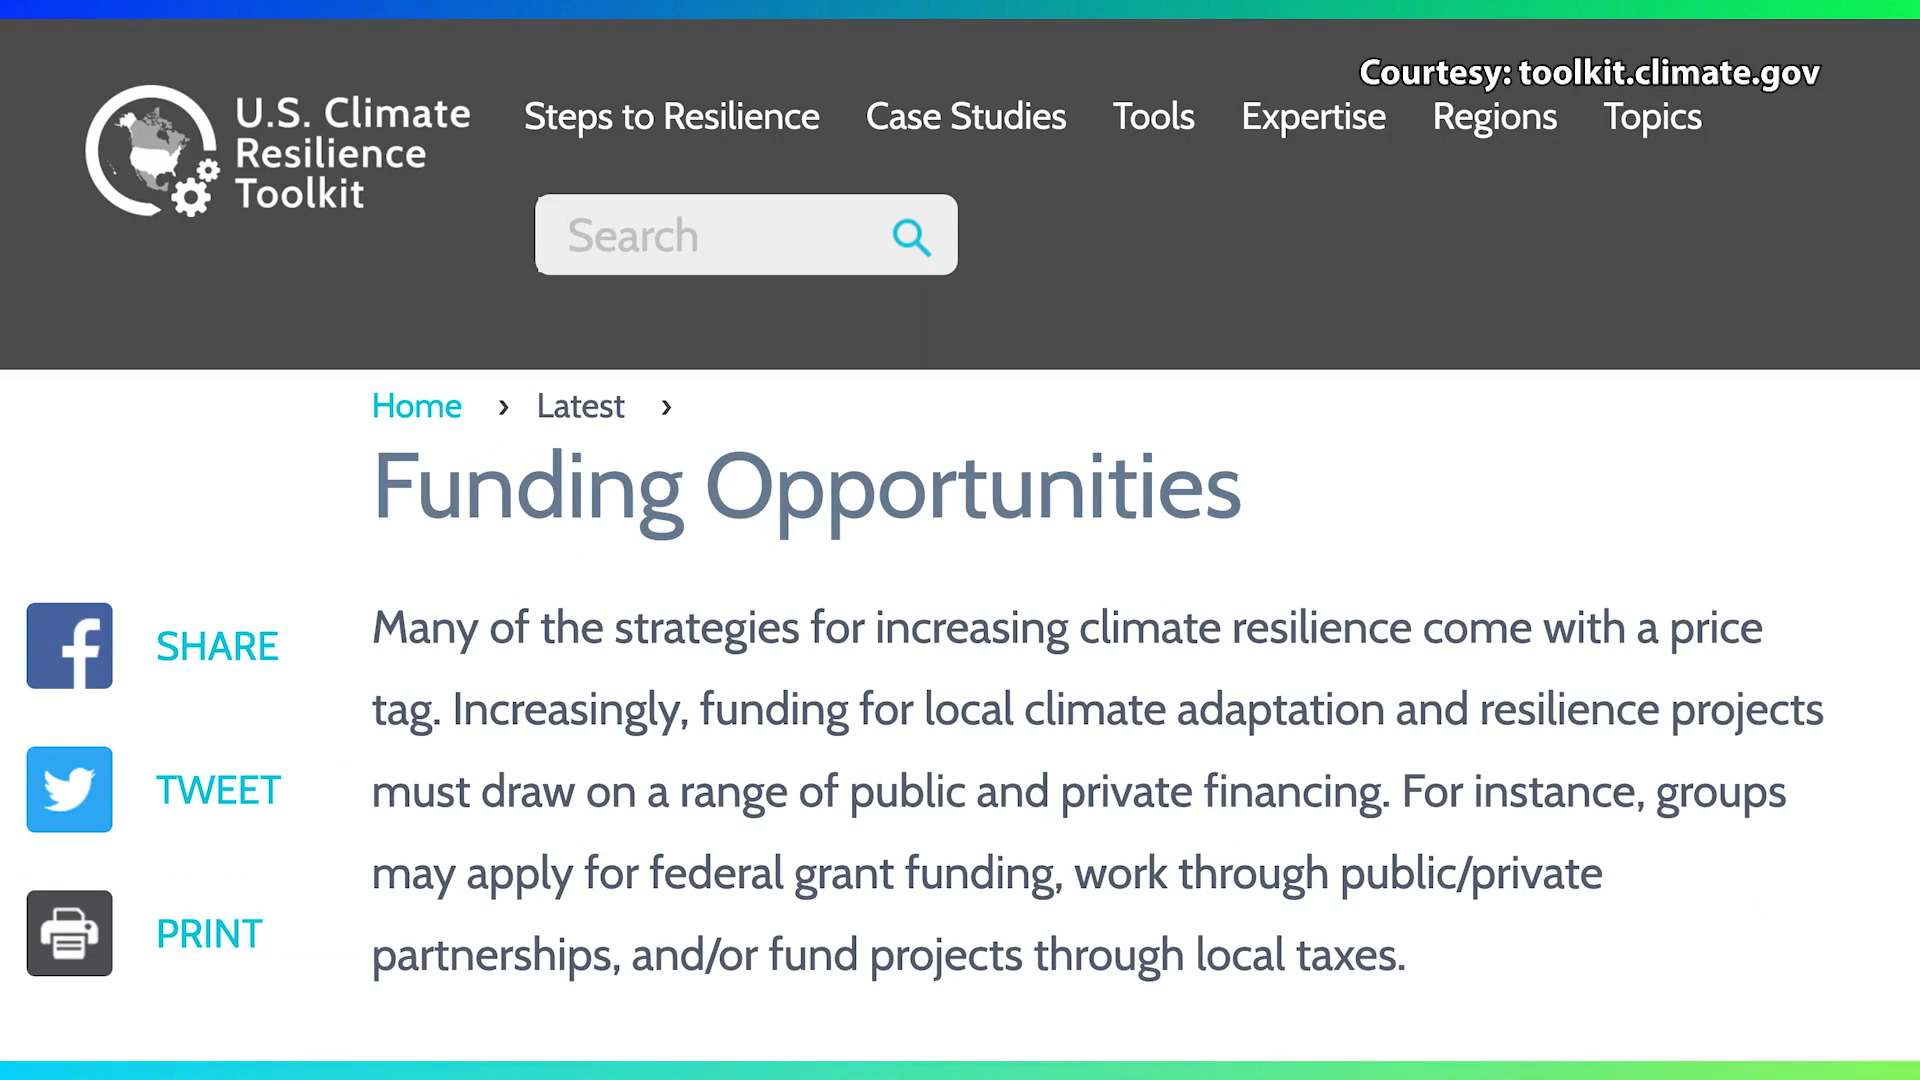 Courtesy: toolkit.climate.gov
U.S. Climate
Resilience
Toolkit
Steps to Resilience Case Studies Tools Expertise Regions Topics
Search
Home › Latest ›
Funding Opportunities
SHARE
TWEET
PRINT
Many of the strategies for increasing climate resilience come with a price
tag. Increasingly, funding for local climate adaptation and resilience projects
must draw on a range of public and private financing. For instance, groups
may apply for federal grant funding, work through public/private
partnerships, and/or fund projects through local taxes.